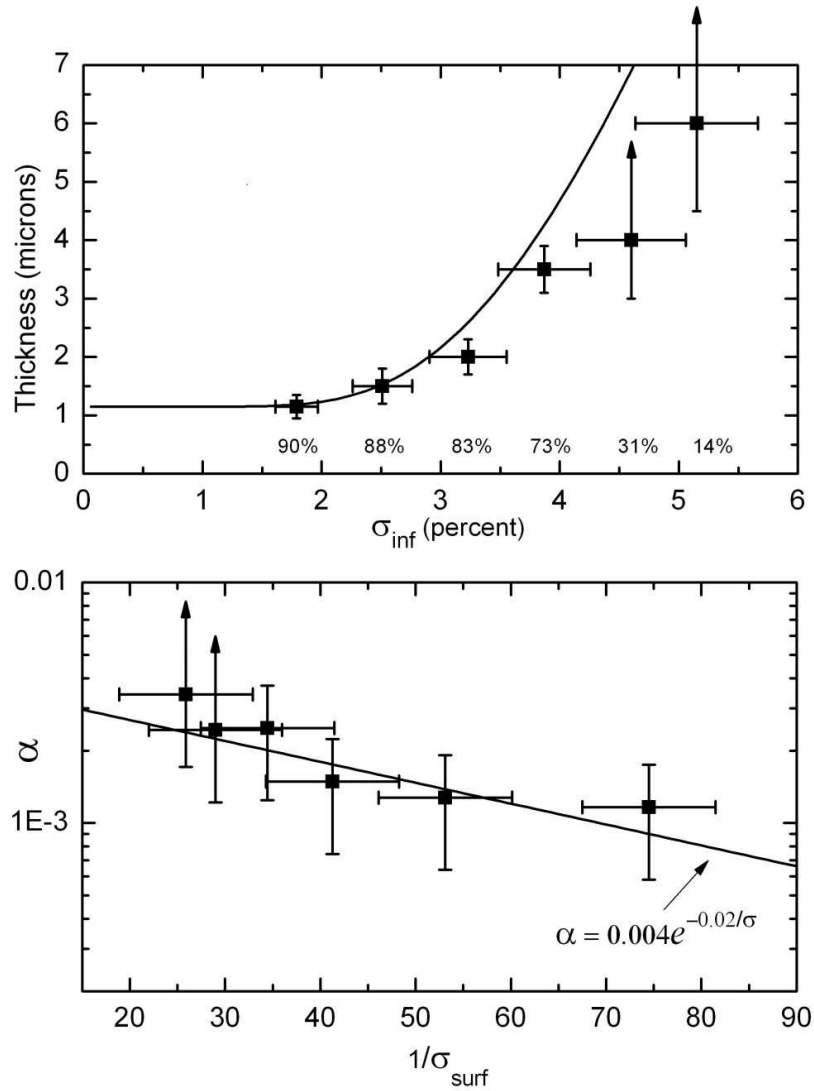 7
6
5
4
3
2
1
0
Thickness (microns)
90% 88% 83% 73% 31% 14%
0 1 2 3 4 5 6
σ_inf (percent)
0.01
1E-3
α
α = 0.004e^{−0.02/σ}
20 30 40 50 60 70 80 90
1/σ_surf